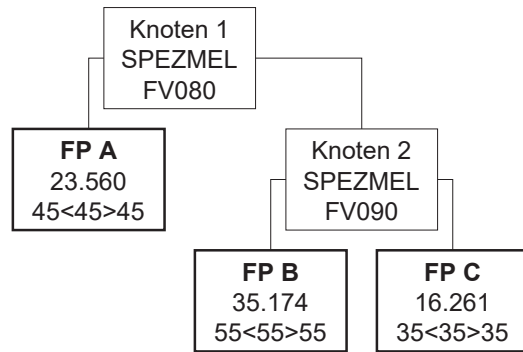 Knoten 1
SPEZMEL
FV080
FP A
23.560
45<45>45
Knoten 2
SPEZMEL
FV090
FP B
35.174
55<55>55
FP C
16.261
35<35>35